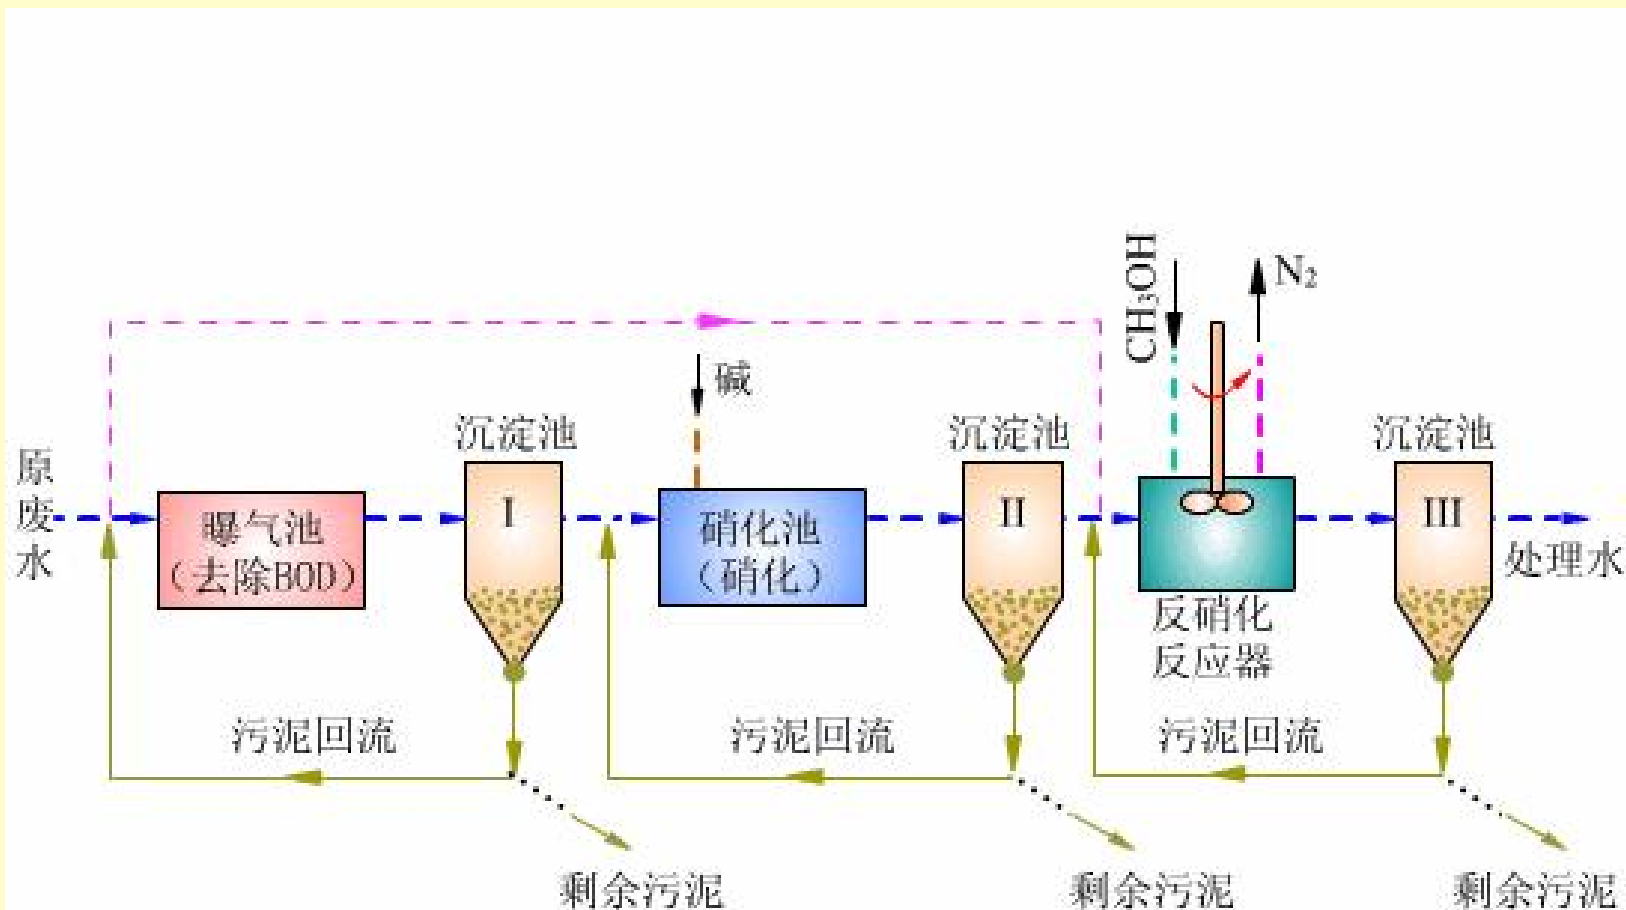 CH₃OH
N₂
碱
沉淀池
沉淀池
沉淀池
原废水
曝气池
（去除BOD）
I
硝化池
（硝化）
II
III
处理水
反硝化
反应器
污泥回流
污泥回流
污泥回流
剩余污泥
剩余污泥
剩余污泥